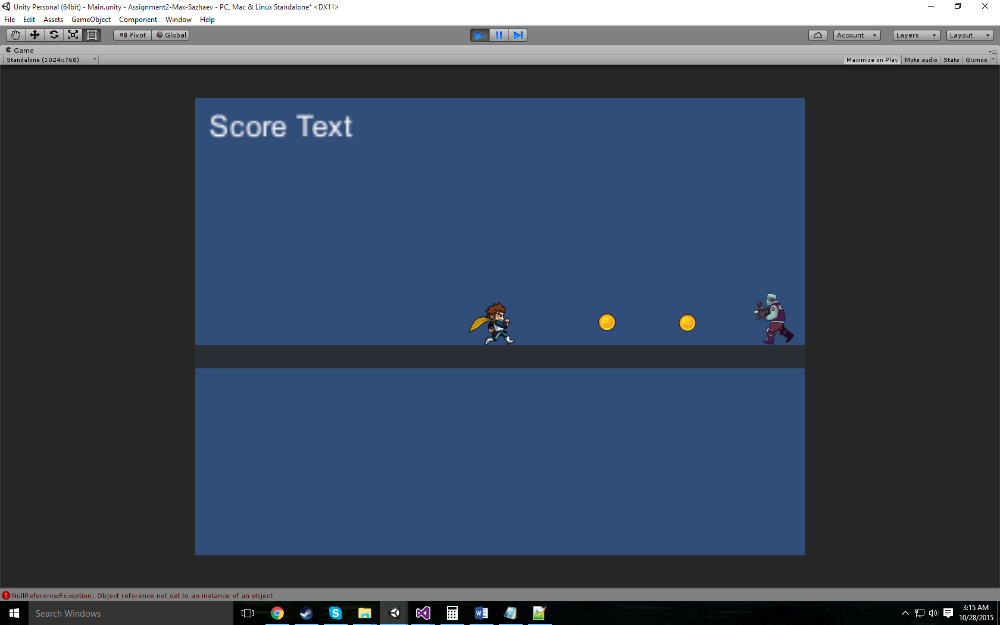 Unity Personal (64bit) - Main.unity - Assignment2-Max-Sazhaev - PC, Mac & Linux Standalone* <DX11>
File Edit Assets GameObject Component Window Help
Pivot Global Account Layers Layout
Game
Standalone (1024x768) Maximize on Play Mute audio Stats Gizmos
Score Text
NullReferenceException: Object reference not set to an instance of an object
Search Windows
3:15 AM
10/28/2015